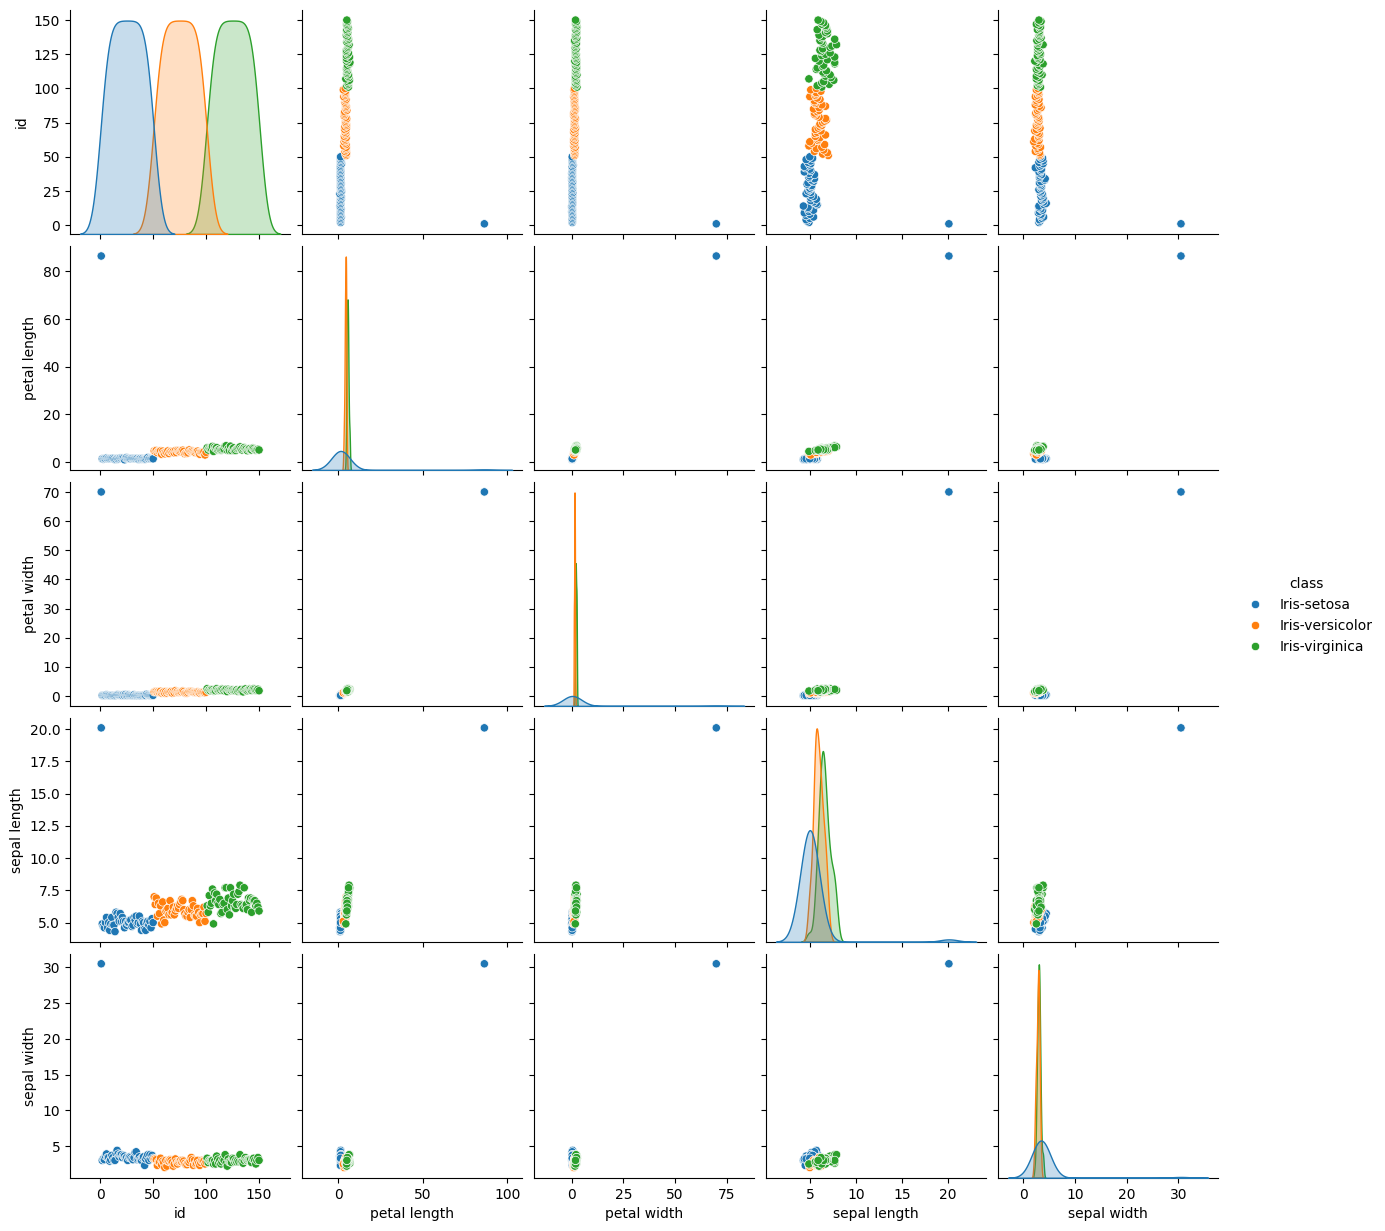 150
125
100
75
50
25
0
id
80
60
40
20
0
petal length
70
60
50
40
30
20
10
0
petal width
class
Iris-setosa
Iris-versicolor
Iris-virginica
20.0
17.5
15.0
12.5
10.0
7.5
5.0
sepal length
30
25
20
15
10
5
sepal width
0 50 100 150
0 50 100
0 25 50 75
5 10 15 20
0 10 20 30
id
petal length
petal width
sepal length
sepal width